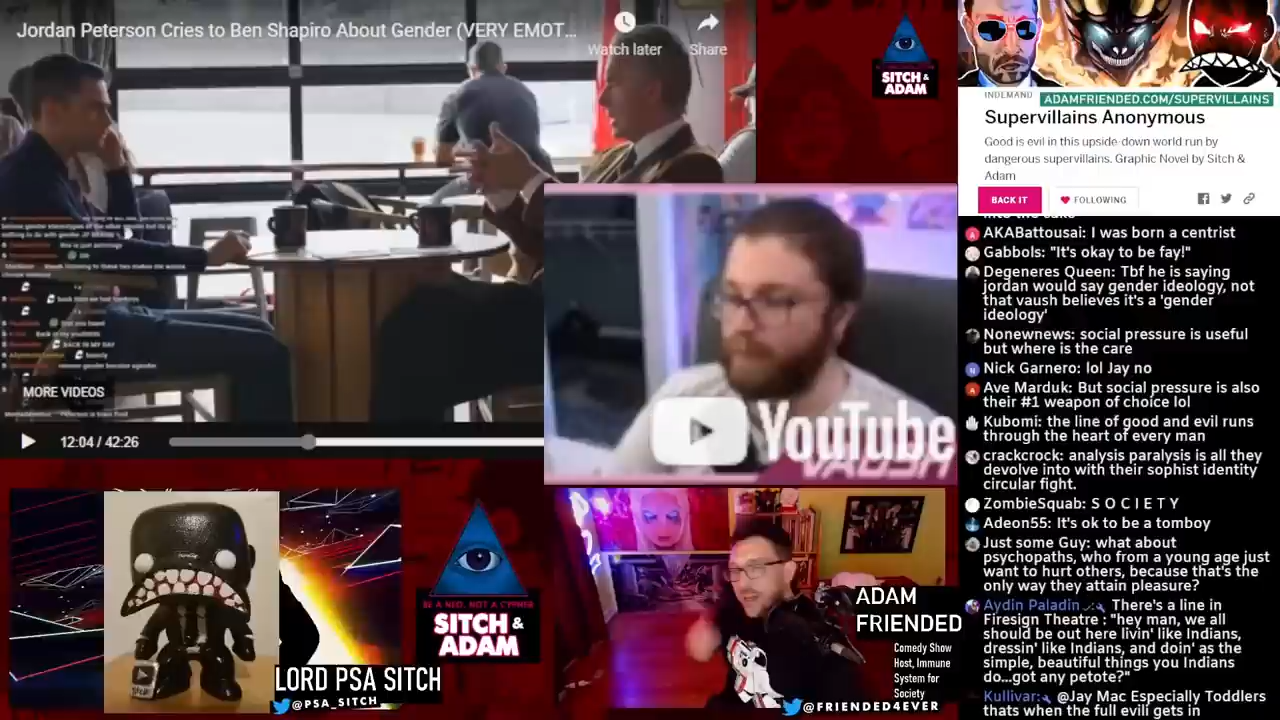 Jordan Peterson Cries to Ben Shapiro About Gender (VERY EMOT...
Watch later
Share
SITCH &
ADAM
MORE VIDEOS
12:04 / 42:26
YouTube
VAUSH
INDEMAND
ADAMFRIENDED.COM/SUPERVILLAINS
Supervillains Anonymous
Good is evil in this upside-down world run by
dangerous supervillains. Graphic Novel by Sitch &
Adam
BACK IT
FOLLOWING
into the cake
AKABattousai: I was born a centrist
Gabbols: "It's okay to be fay!"
Degeneres Queen: Tbf he is saying
jordan would say gender ideology, not
that vaush believes it's a 'gender
ideology'
Nonewnews: social pressure is useful
but where is the care
Nick Garnero: lol Jay no
Ave Marduk: But social pressure is also
their #1 weapon of choice lol
Kubomi: the line of good and evil runs
through the heart of every man
crackcrock: analysis paralysis is all they
devolve into with their sophist identity
circular fight.
ZombieSquab: S O C I E T Y
Adeon55: It's ok to be a tomboy
Just some Guy: what about
psychopaths, who from a young age just
want to hurt others, because that's the
only way they attain pleasure?
Aydin Paladin There's a line in
Firesign Theatre : "hey man, we all
should be out here livin' like Indians,
dressin' like Indians, and doin' as the
simple, beautiful things you Indians
do...got any petote?"
Kullivar: @Jay Mac Especially Toddlers
thats when the full evil gets in
BE A NEO, NOT A CYPHER
SITCH &
ADAM
LORD PSA SITCH
@PSA_SITCH
ADAM
FRIENDED
Comedy Show
Host, Immune
System for
Society
@FRIENDED4EVER